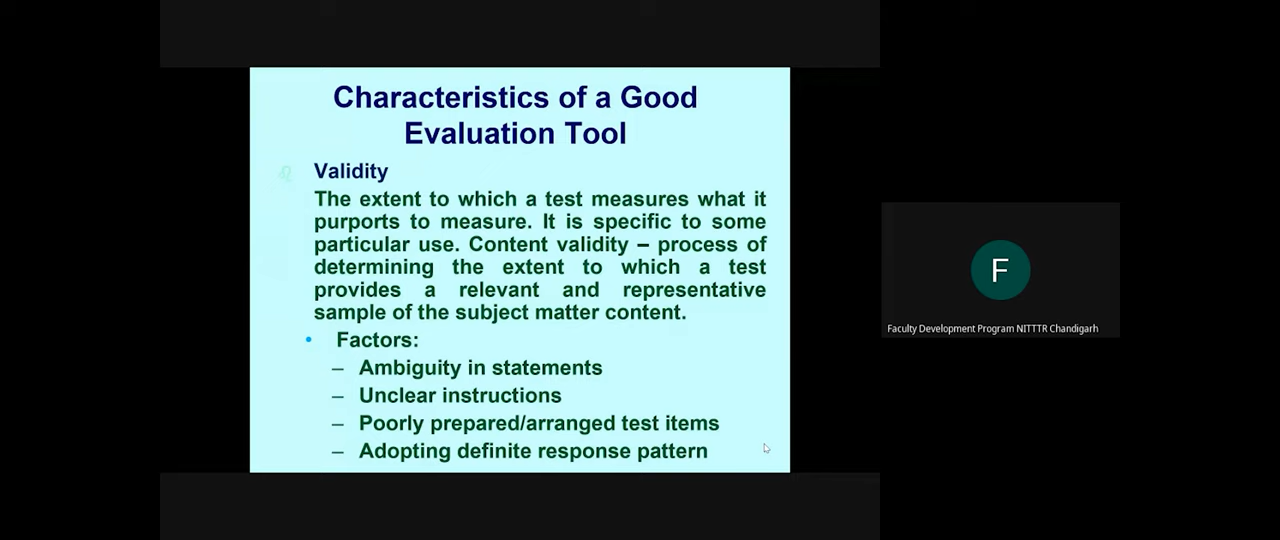 Characteristics of a Good
Evaluation Tool
Validity
The extent to which a test measures what it
purports to measure. It is specific to some
particular use. Content validity – process of
determining the extent to which a test
provides a relevant and representative
sample of the subject matter content.
• Factors:
– Ambiguity in statements
– Unclear instructions
– Poorly prepared/arranged test items
– Adopting definite response pattern
F
Faculty Development Program NITTTR Chandigarh